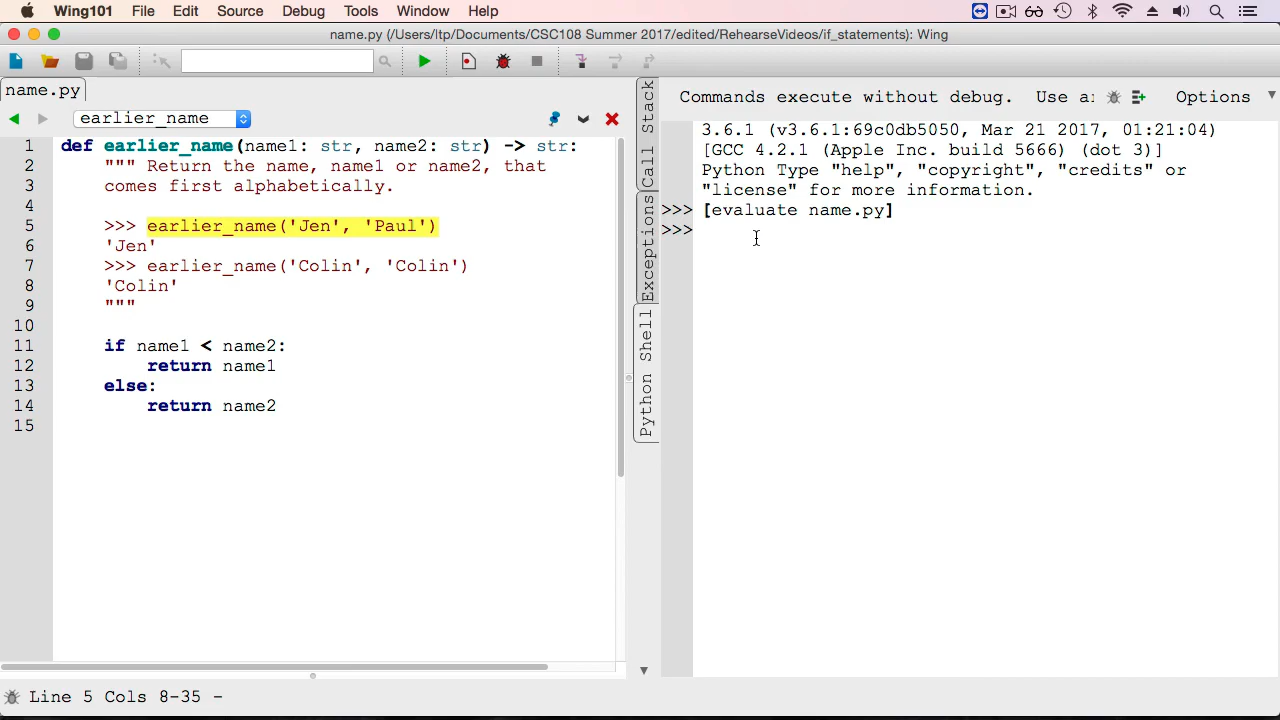 Wing101 File Edit Source Debug Tools Window Help
name.py (/Users/ltp/Documents/CSC108 Summer 2017/edited/RehearseVideos/if_statements): Wing
name.py
earlier_name
1 def earlier_name(name1: str, name2: str) -> str:
2 """ Return the name, name1 or name2, that
3 comes first alphabetically.
4
5 >>> earlier_name('Jen', 'Paul')
6 'Jen'
7 >>> earlier_name('Colin', 'Colin')
8 'Colin'
9 """
10
11 if name1 < name2:
12 return name1
13 else:
14 return name2
15
Line 5 Cols 8-35 -
Call Stack
Exceptions
Python Shell
Commands execute without debug. Use ar Options
3.6.1 (v3.6.1:69c0db5050, Mar 21 2017, 01:21:04)
[GCC 4.2.1 (Apple Inc. build 5666) (dot 3)]
Python Type "help", "copyright", "credits" or
"license" for more information.
>>> [evaluate name.py]
>>>